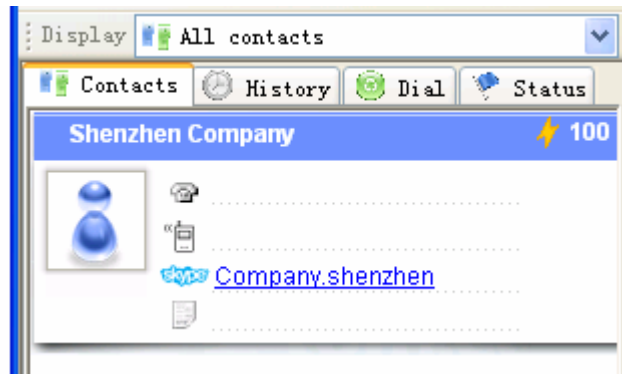 Display All contacts
Contacts History Dial Status
Shenzhen Company 100
skype Company.shenzhen